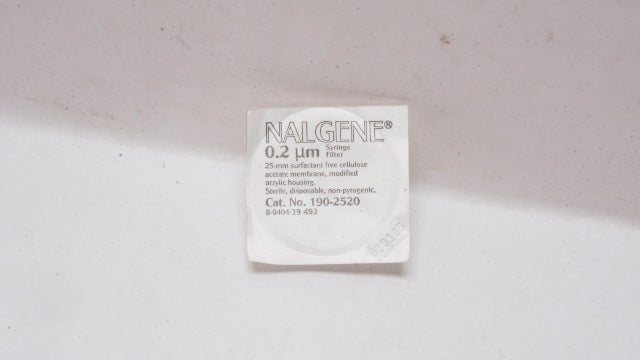 NALGENE®
0.2 µm Syringe filter
25-mm surfactant free cellulose
acetate membrane, modified
acrylic housing.
Sterile, disposable, non-pyrogenic.
Cat. No. 190-2520
8-0404-39 493